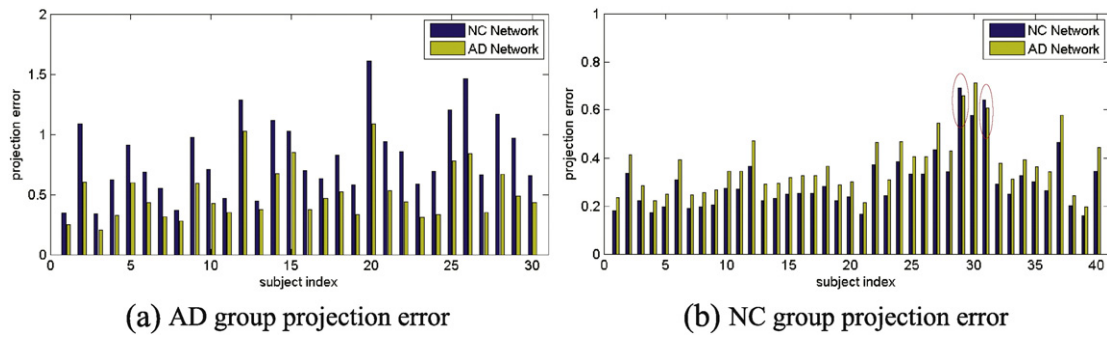 2
1.5
1
0.5
0
projection error
NC Network
AD Network
0 5 10 15 20 25 30
subject index
(a) AD group projection error
1
0.8
0.6
0.4
0.2
0
projection error
NC Network
AD Network
0 5 10 15 20 25 30 35 40
subject index
(b) NC group projection error